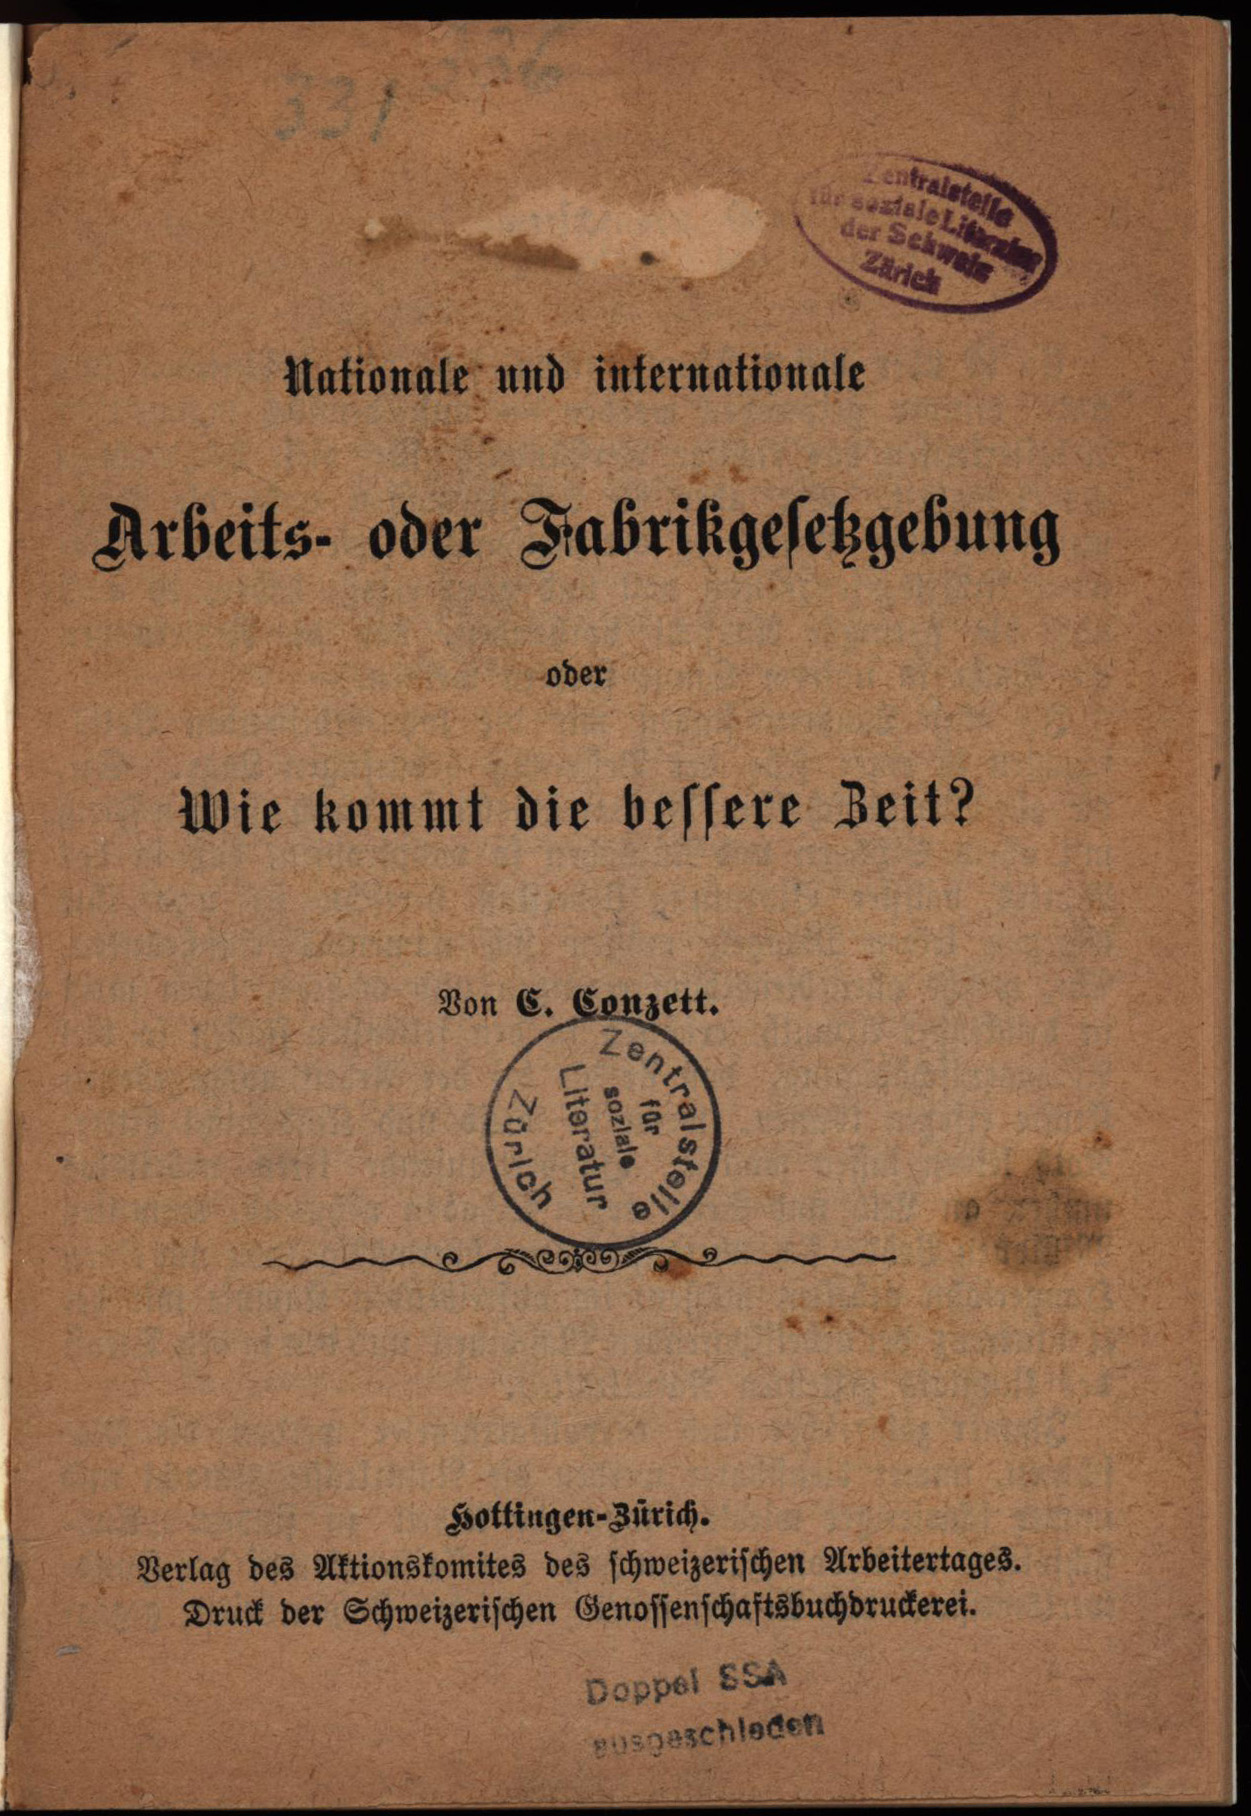 331
Zentralstelle
für soziale Literatur
der Schweiz
Zürich
Nationale und internationale
Arbeits- oder Fabrikgesetzgebung
oder
Wie kommt die bessere Zeit?
Von C. Conzett.
Zentralstelle
für
soziale
Literatur
Zürich
Hottingen-Zürich.
Verlag des Aktionskomites des schweizerischen Arbeitertages.
Druck der Schweizerischen Genossenschaftsbuchdruckerei.
Doppel SSA
ausgeschieden